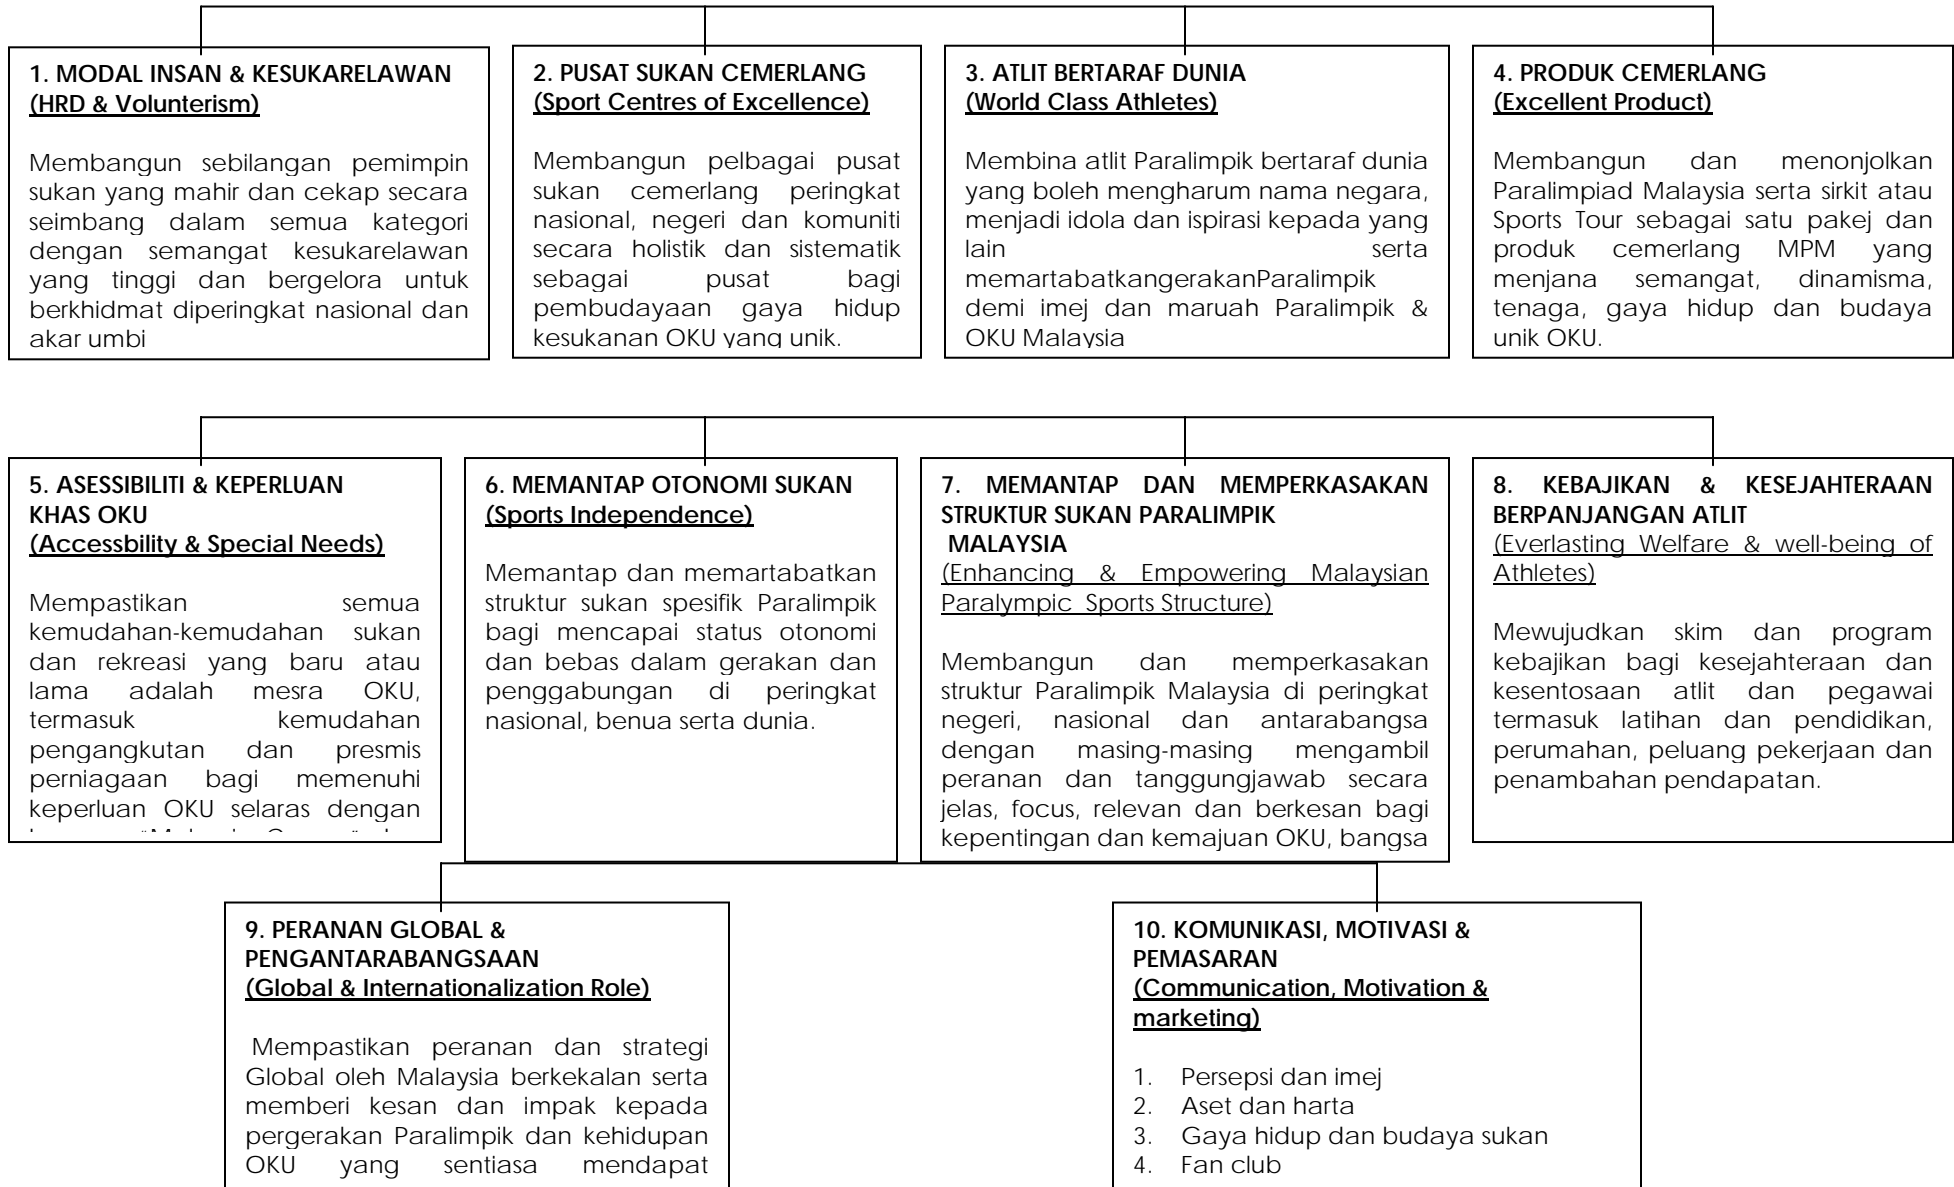 1. MODAL INSAN & KESUKARELAWAN
(HRD & Volunterism)
Membangun sebilangan pemimpin
sukan yang mahir dan cekap secara
seimbang dalam semua kategori
dengan semangat kesukarelawan
yang tinggi dan bergelora untuk
berkhidmat diperingkat nasional dan
akar umbi
2. PUSAT SUKAN CEMERLANG
(Sport Centres of Excellence)
Membangun pelbagai pusat
sukan cemerlang peringkat
nasional, negeri dan komuniti
secara holistik dan sistematik
sebagai pusat bagi
pembudayaan gaya hidup
kesukanan OKU yang unik.
3. ATLIT BERTARAF DUNIA
(World Class Athletes)
Membina atlit Paralimpik bertaraf dunia
yang boleh mengharum nama negara,
menjadi idola dan ispirasi kepada yang
lain serta
memartabatkangerakanParalimpik
demi imej dan maruah Paralimpik &
OKU Malaysia
4. PRODUK CEMERLANG
(Excellent Product)
Membangun dan menonjolkan
Paralimpiad Malaysia serta sirkit atau
Sports Tour sebagai satu pakej dan
produk cemerlang MPM yang
menjana semangat, dinamisma,
tenaga, gaya hidup dan budaya
unik OKU.
5. ASESSIBILITI & KEPERLUAN
KHAS OKU
(Accessbility & Special Needs)
Mempastikan semua
kemudahan-kemudahan sukan
dan rekreasi yang baru atau
lama adalah mesra OKU,
termasuk kemudahan
pengangkutan dan presmis
perniagaan bagi memenuhi
keperluan OKU selaras dengan
6. MEMANTAP OTONOMI SUKAN
(Sports Independence)
Memantap dan memartabatkan
struktur sukan spesifik Paralimpik
bagi mencapai status otonomi
dan bebas dalam gerakan dan
penggabungan di peringkat
nasional, benua serta dunia.
7. MEMANTAP DAN MEMPERKASAKAN
STRUKTUR SUKAN PARALIMPIK
MALAYSIA
(Enhancing & Empowering Malaysian
Paralympic Sports Structure)
Membangun dan memperkasakan
struktur Paralimpik Malaysia di peringkat
negeri, nasional dan antarabangsa
dengan masing-masing mengambil
peranan dan tanggungjawab secara
jelas, focus, relevan dan berkesan bagi
kepentingan dan kemajuan OKU, bangsa
8. KEBAJIKAN & KESEJAHTERAAN
BERPANJANGAN ATLIT
(Everlasting Welfare & well-being of
Athletes)
Mewujudkan skim dan program
kebajikan bagi kesejahteraan dan
kesentosaan atlit dan pegawai
termasuk latihan dan pendidikan,
perumahan, peluang pekerjaan dan
penambahan pendapatan.
9. PERANAN GLOBAL &
PENGANTARABANGSAAN
(Global & Internationalization Role)
Mempastikan peranan dan strategi
Global oleh Malaysia berkekalan serta
memberi kesan dan impak kepada
pergerakan Paralimpik dan kehidupan
OKU yang sentiasa mendapat
10. KOMUNIKASI, MOTIVASI &
PEMASARAN
(Communication, Motivation &
marketing)
1. Persepsi dan imej
2. Aset dan harta
3. Gaya hidup dan budaya sukan
4. Fan club